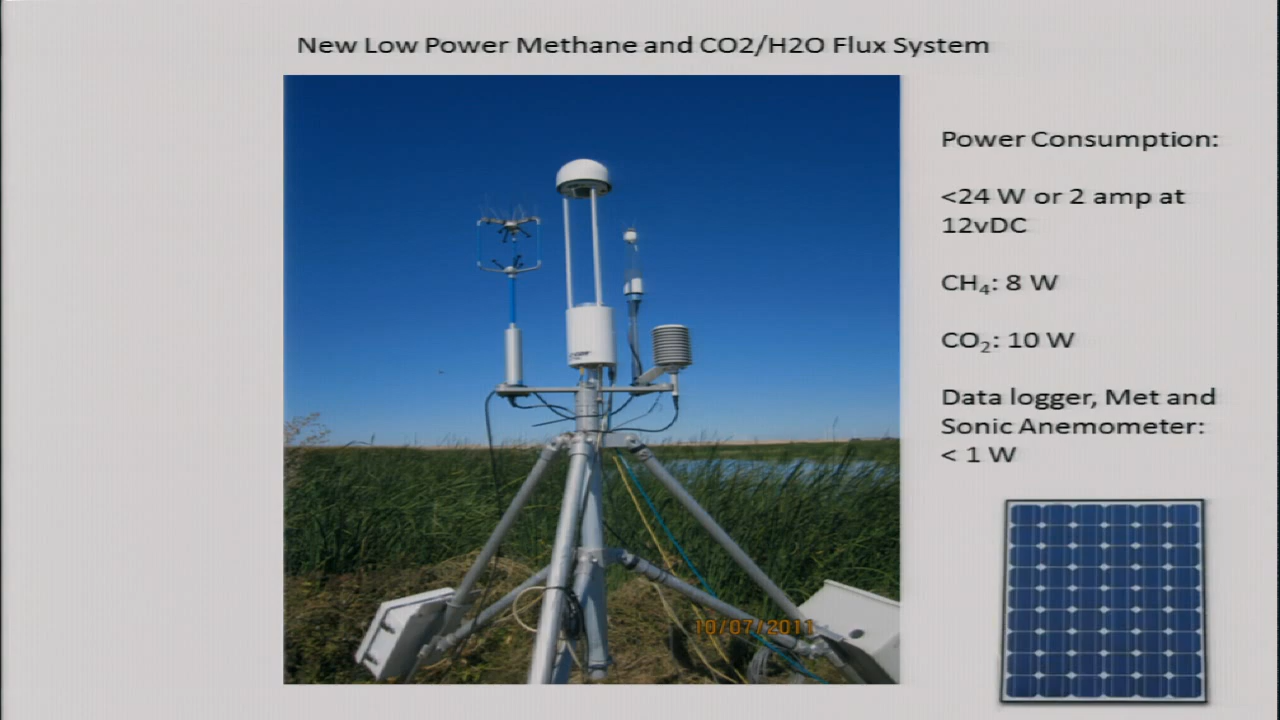 New Low Power Methane and CO2/H2O Flux System
Power Consumption:
<24 W or 2 amp at
12vDC
CH₄: 8 W
CO₂: 10 W
Data logger, Met and
Sonic Anemometer:
< 1 W
10/07/2011